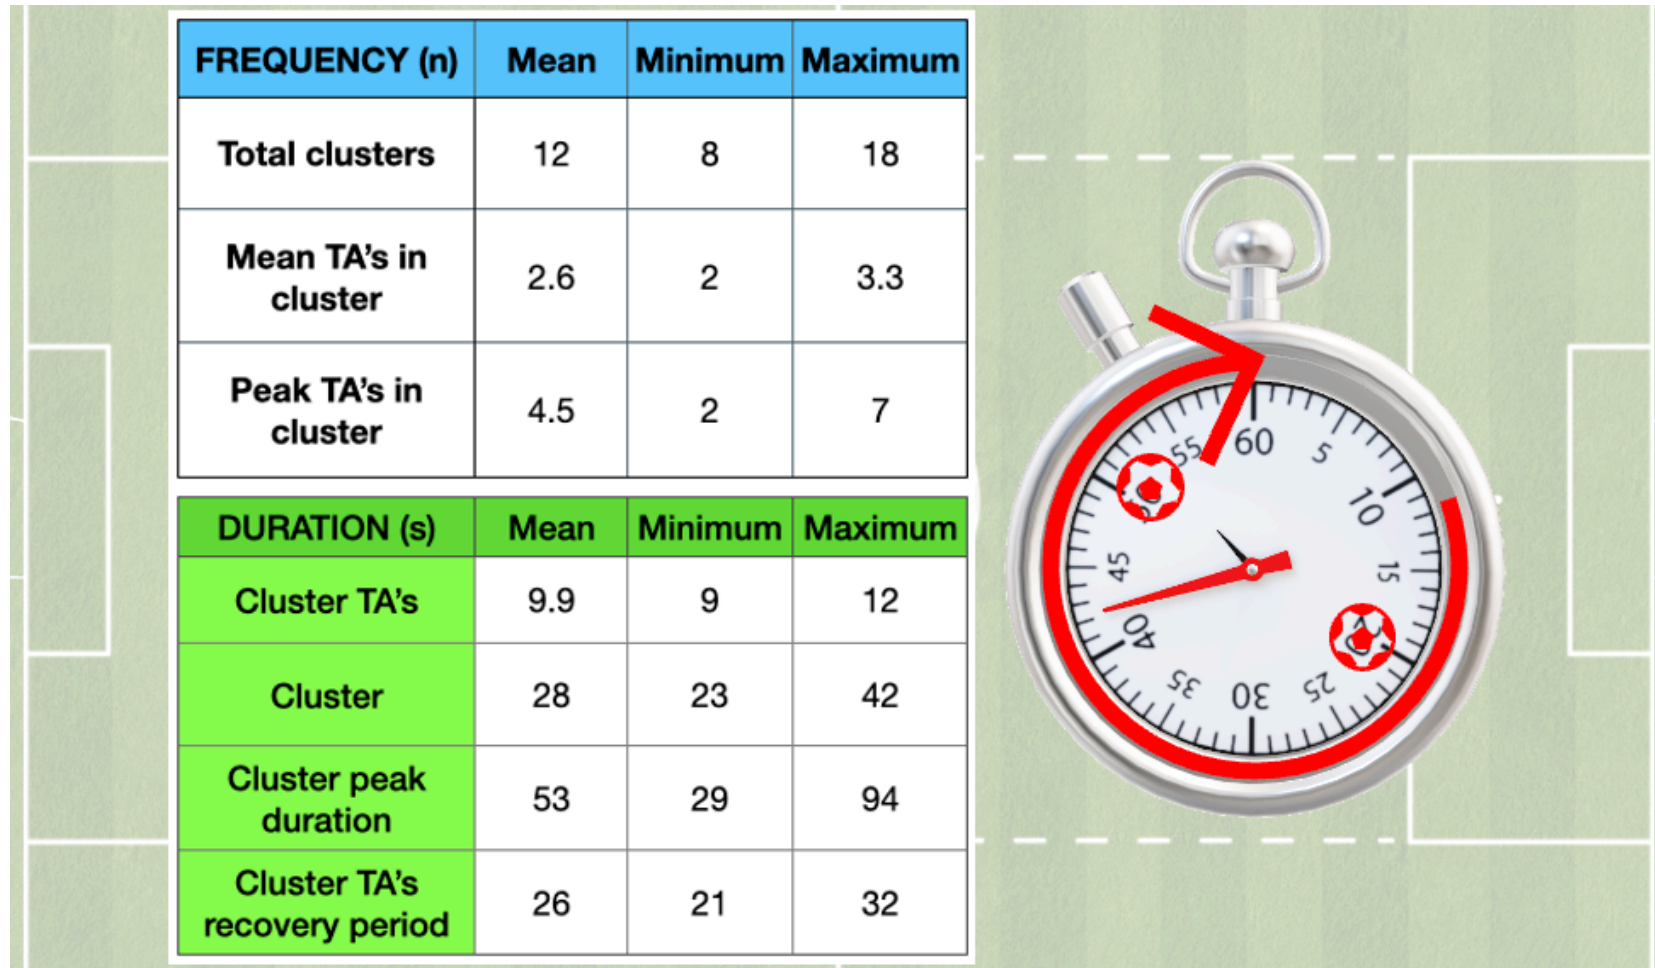 FREQUENCY (n) Mean Minimum Maximum
Total clusters 12 8 18
Mean TA's in
cluster 2.6 2 3.3
Peak TA's in
cluster 4.5 2 7
DURATION (s) Mean Minimum Maximum
Cluster TA's 9.9 9 12
Cluster 28 23 42
Cluster peak
duration 53 29 94
Cluster TA's
recovery period 26 21 32
60
55
5
10
45
15
40
35
30
25